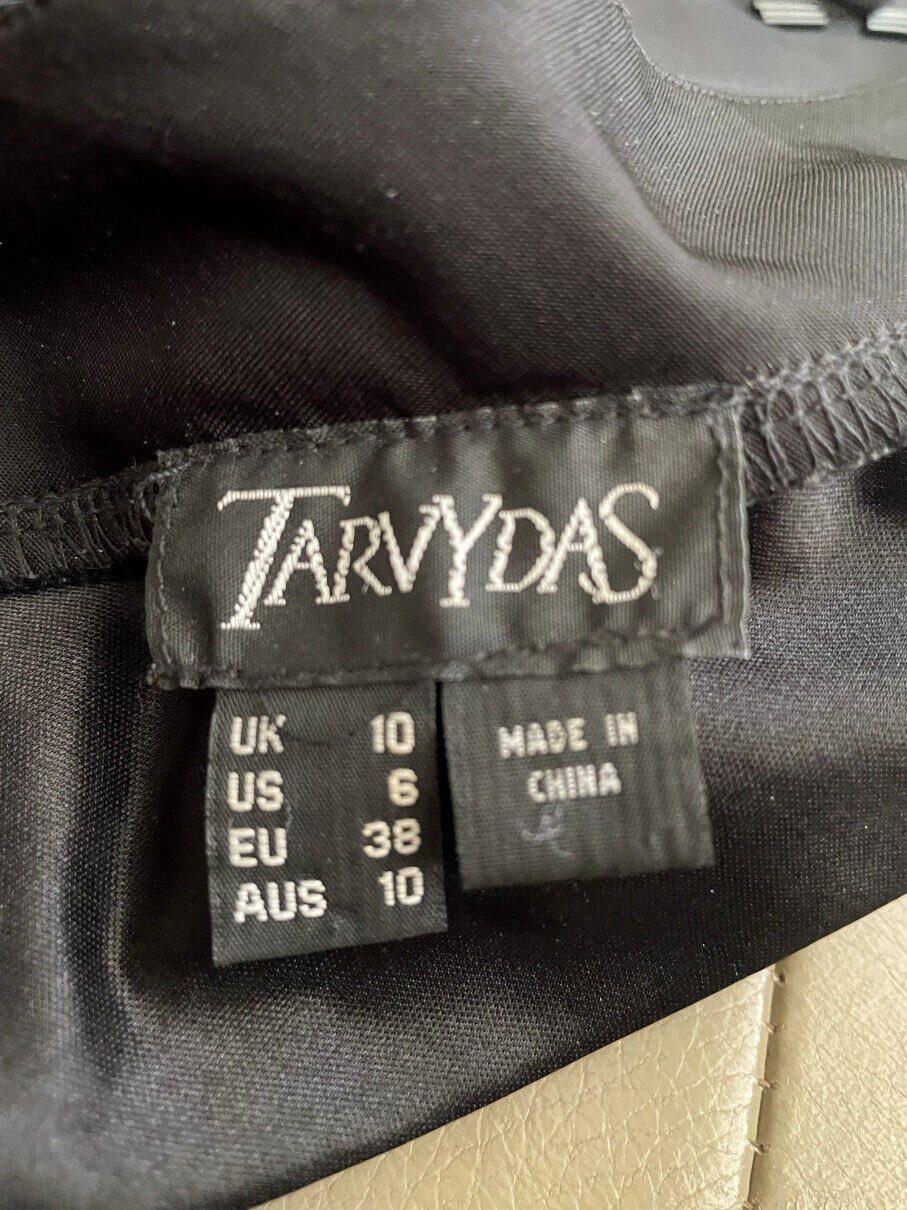 TARVYDAS
UK 10
US 6
EU 38
AUS 10
MADE IN
CHINA